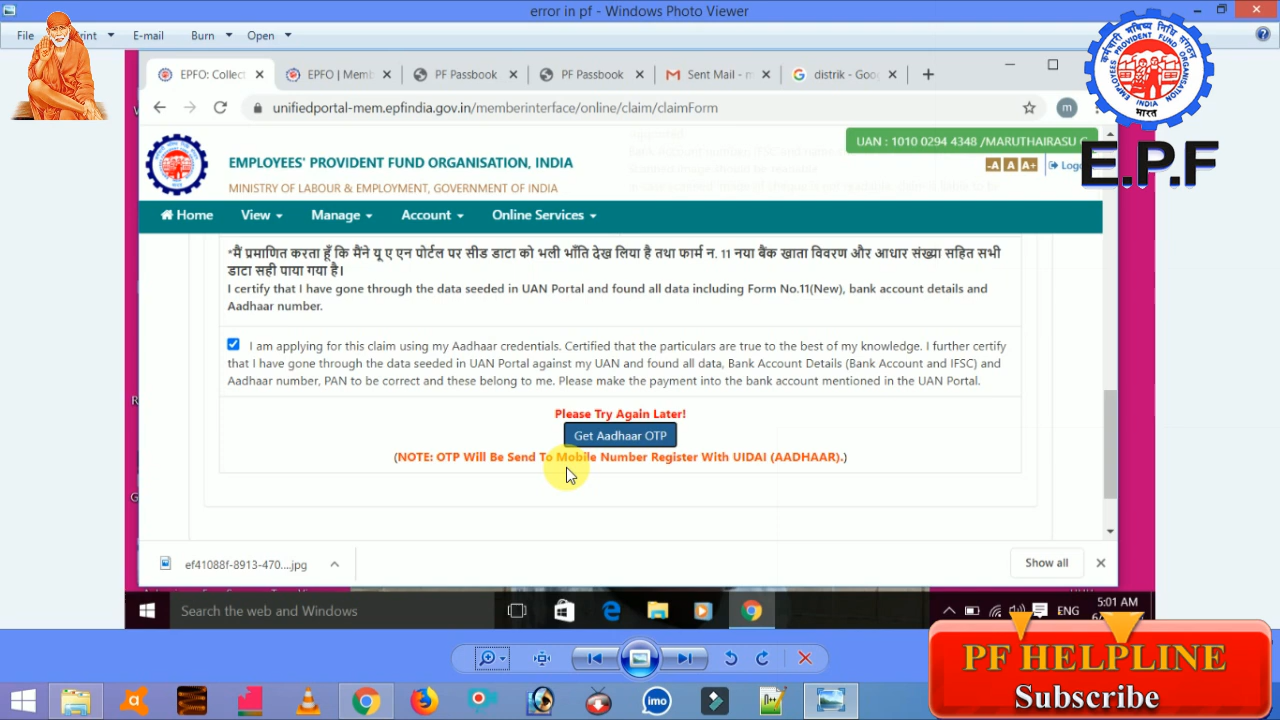 error in pf - Windows Photo Viewer
File
E-mail
Burn
Open
EPFO: Collect
EPFO | Memb
PF Passbook
PF Passbook
Sent Mail - m
distrik - Goog
unifiedportal-mem.epfindia.gov.in/memberinterface/online/claim/claimForm
m
UAN : 1010 0294 4348 /MARUTHAIRASU G
EMPLOYEES' PROVIDENT FUND ORGANISATION, INDIA
MINISTRY OF LABOUR & EMPLOYMENT, GOVERNMENT OF INDIA
-A A A+
E.P.F
Home
View
Manage
Account
Online Services
*मैं प्रमाणित करता हूँ कि मैंने यू ए एन पोर्टल पर सीड डाटा को भली भाँति देख लिया है तथा फार्म न. 11 नया बैंक खाता विवरण और आधार संख्या सहित सभी
डाटा सही पाया गया है।
I certify that I have gone through the data seeded in UAN Portal and found all data including Form No.11(New), bank account details and
Aadhaar number.
I am applying for this claim using my Aadhaar credentials. Certified that the particulars are true to the best of my knowledge. I further certify
that I have gone through the data seeded in UAN Portal against my UAN and found all data, Bank Account Details (Bank Account and IFSC) and
Aadhaar number, PAN to be correct and these belong to me. Please make the payment into the bank account mentioned in the UAN Portal.
Please Try Again Later!
Get Aadhaar OTP
(NOTE: OTP Will Be Send To Mobile Number Register With UIDAI (AADHAAR).)
ef41088f-8913-470....jpg
Show all
Search the web and Windows
ENG
5:01 AM
PF HELPLINE
Subscribe
imo